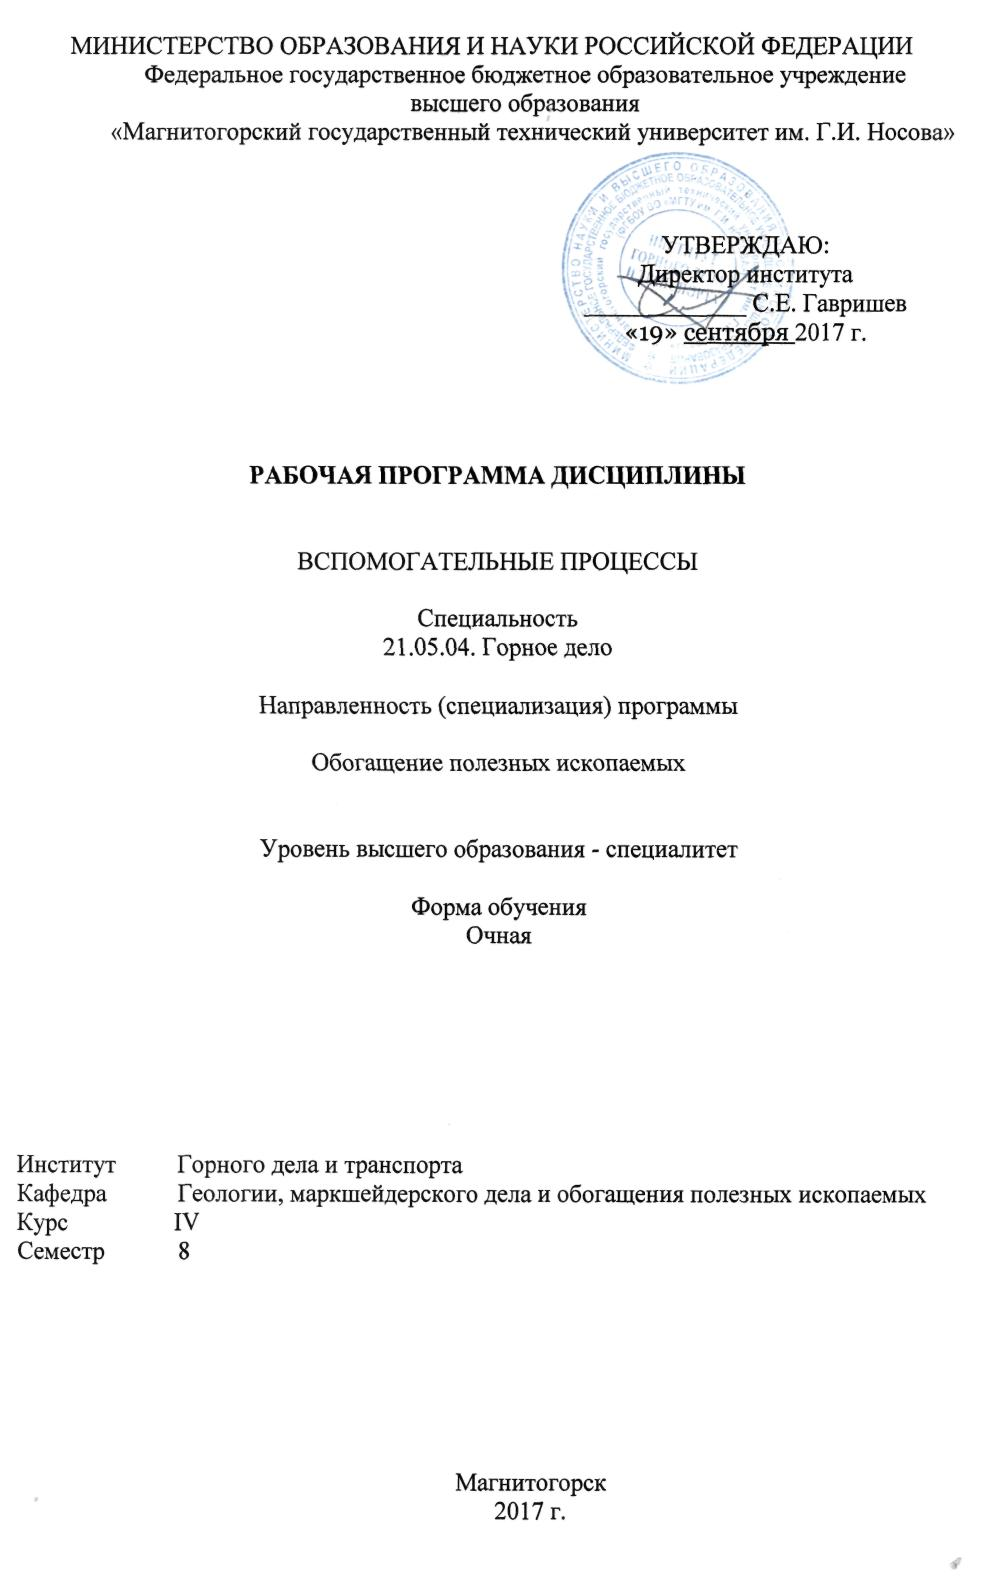 МИНИСТЕРСТВО ОБРАЗОВАНИЯ И НАУКИ РОССИЙСКОЙ ФЕДЕРАЦИИ
Федеральное государственное бюджетное образовательное учреждение
высшего образования
«Магнитогорский государственный технический университет им. Г.И. Носова»
УТВЕРЖДАЮ:
Директор института
С.Е. Гавришев
«19» сентября 2017 г.
РАБОЧАЯ ПРОГРАММА ДИСЦИПЛИНЫ
ВСПОМОГАТЕЛЬНЫЕ ПРОЦЕССЫ
Специальность
21.05.04. Горное дело
Направленность (специализация) программы
Обогащение полезных ископаемых
Уровень высшего образования - специалитет
Форма обучения
Очная
Институт Горного дела и транспорта
Кафедра Геологии, маркшейдерского дела и обогащения полезных ископаемых
Курс IV
Семестр 8
Магнитогорск
2017 г.